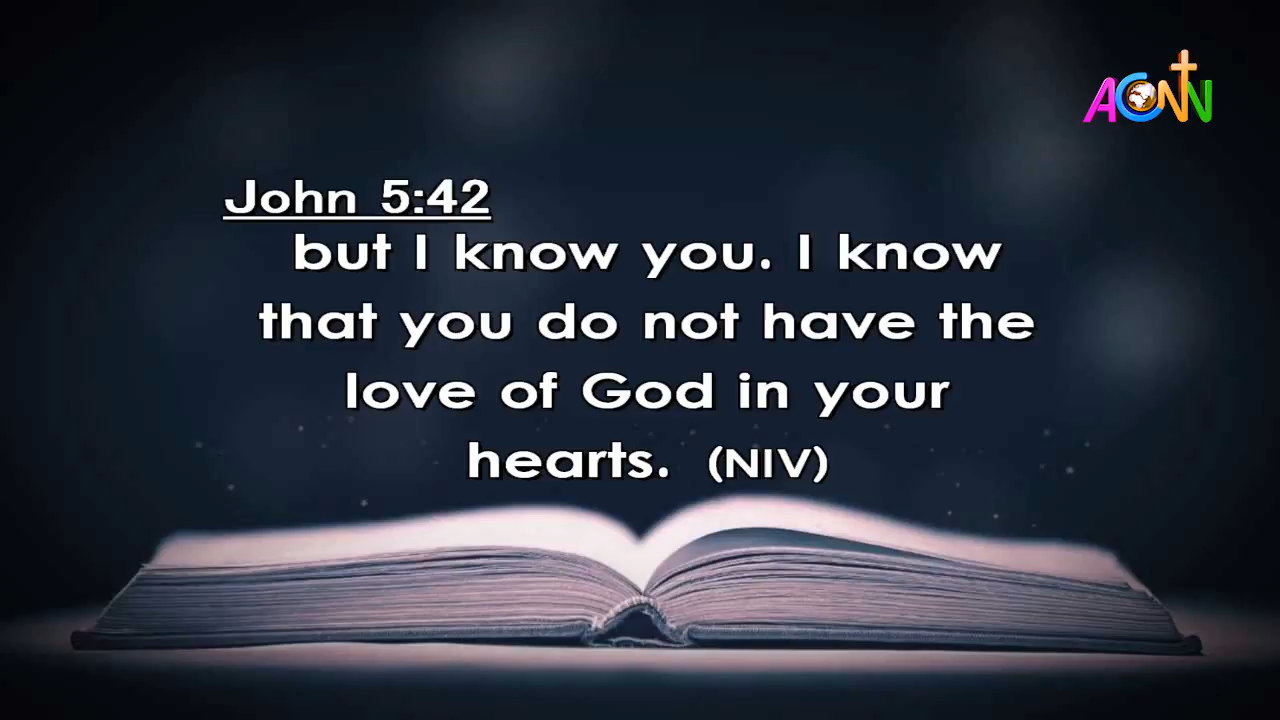 ACNN
John 5:42
but I know you. I know
that you do not have the
love of God in your
hearts. (NIV)